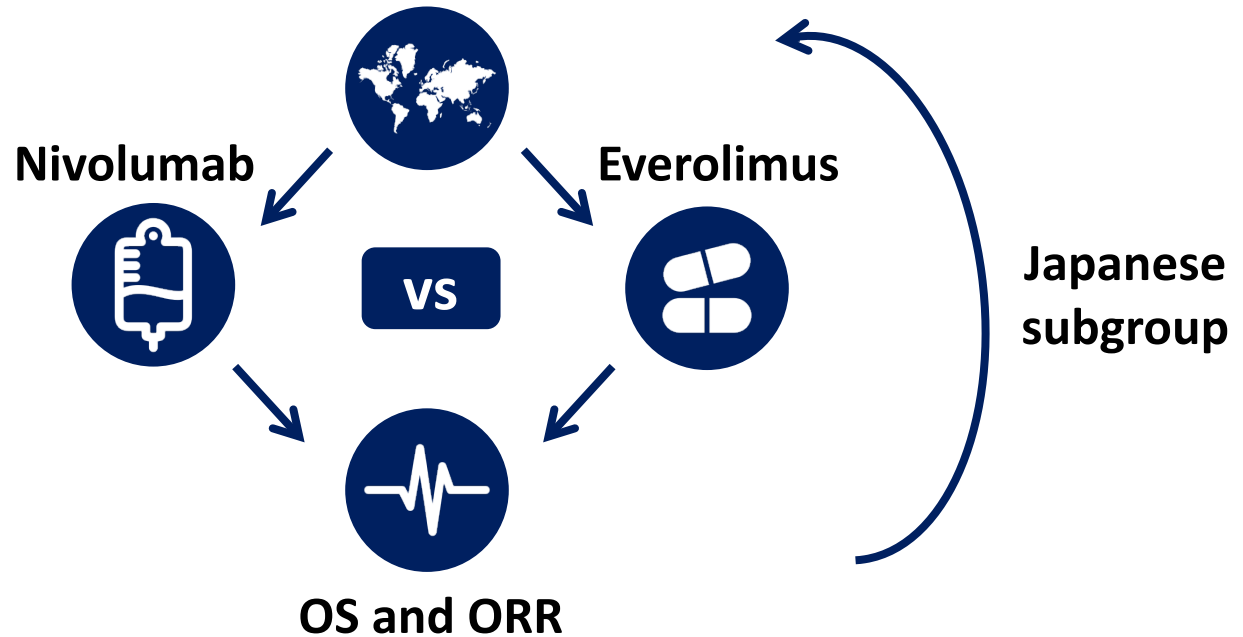 Nivolumab
Everolimus
vs
Japanese
subgroup
OS and ORR